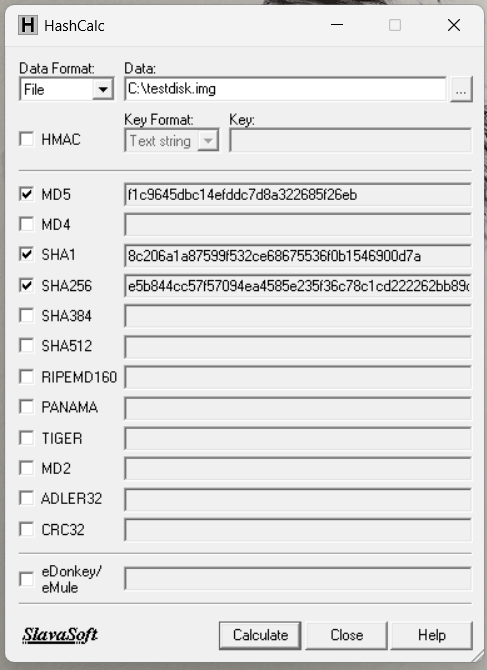 H HashCalc
Data Format: Data:
File C:\testdisk.img ...
Key Format: Key:
HMAC Text string
MD5 f1c9645dbc14efddc7d8a322685f26eb
MD4
SHA1 8c206a1a87599f532ce68675536f0b1546900d7a
SHA256 e5b844cc57f57094ea4585e235f36c78c1cd222262bb89
SHA384
SHA512
RIPEMD160
PANAMA
TIGER
MD2
ADLER32
CRC32
eDonkey/
eMule
SlavaSoft Calculate Close Help